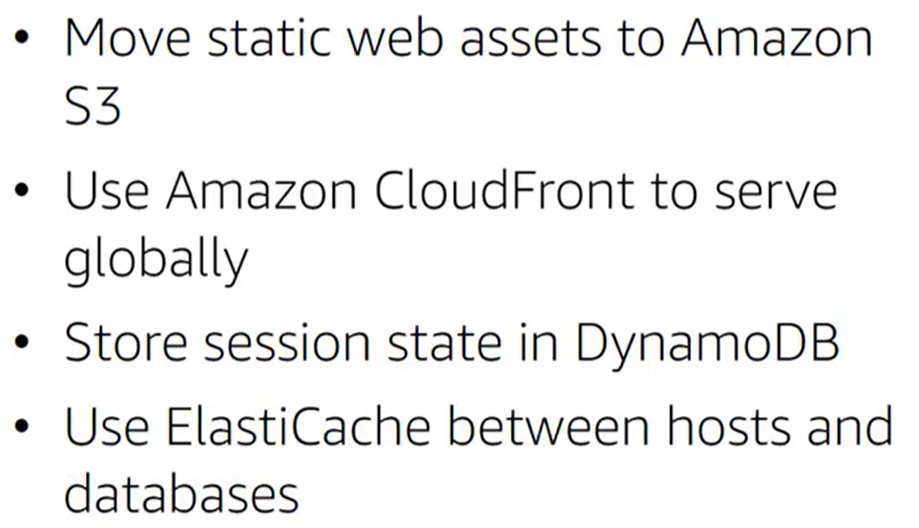 • Move static web assets to Amazon
S3
• Use Amazon CloudFront to serve
globally
• Store session state in DynamoDB
• Use ElastiCache between hosts and
databases